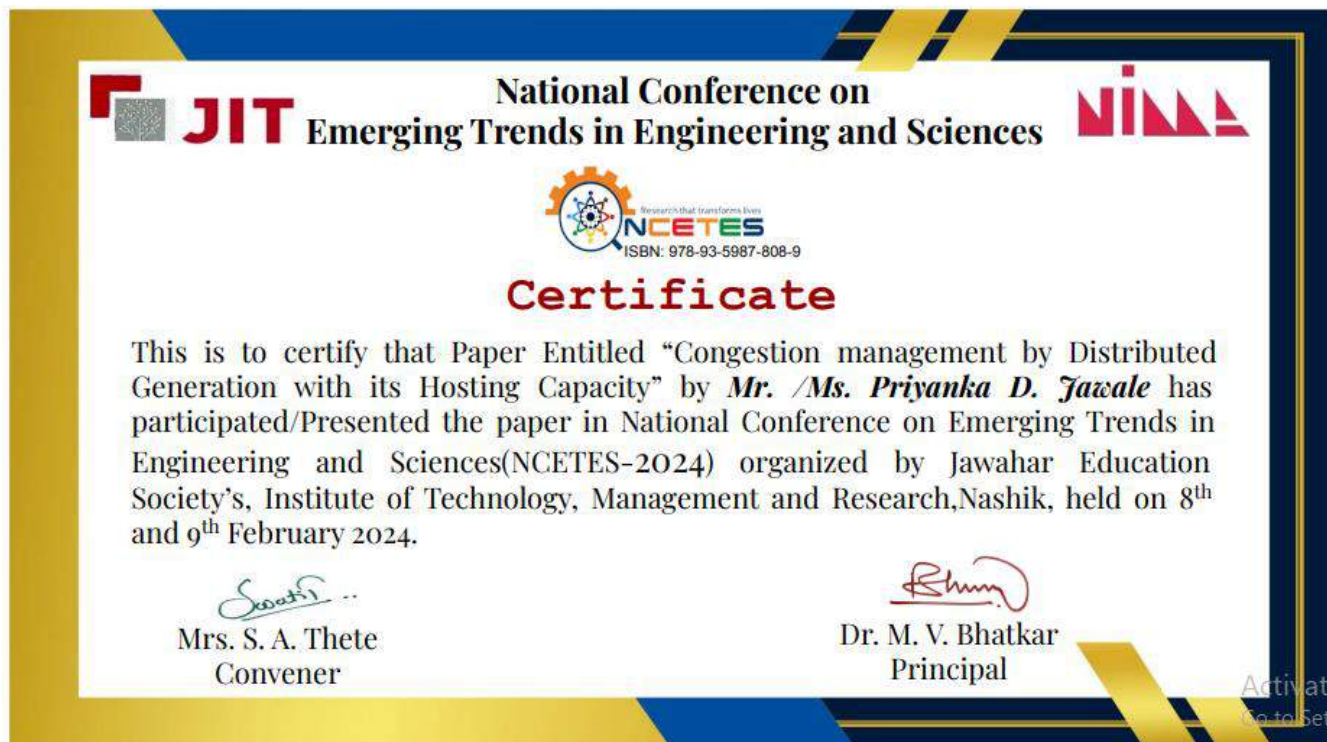 National Conference on
JIT Emerging Trends in Engineering and Sciences
NIMA
Research that transforms lives
NCETES
ISBN: 978-93-5987-808-9
Certificate
This is to certify that Paper Entitled “Congestion management by Distributed
Generation with its Hosting Capacity” by Mr. /Ms. Priyanka D. Jawale has
participated/Presented the paper in National Conference on Emerging Trends in
Engineering and Sciences(NCETES-2024) organized by Jawahar Education
Society’s, Institute of Technology, Management and Research,Nashik, held on 8th
and 9th February 2024.
Mrs. S. A. Thete
Convener
Dr. M. V. Bhatkar
Principal
Activat
Go to Set